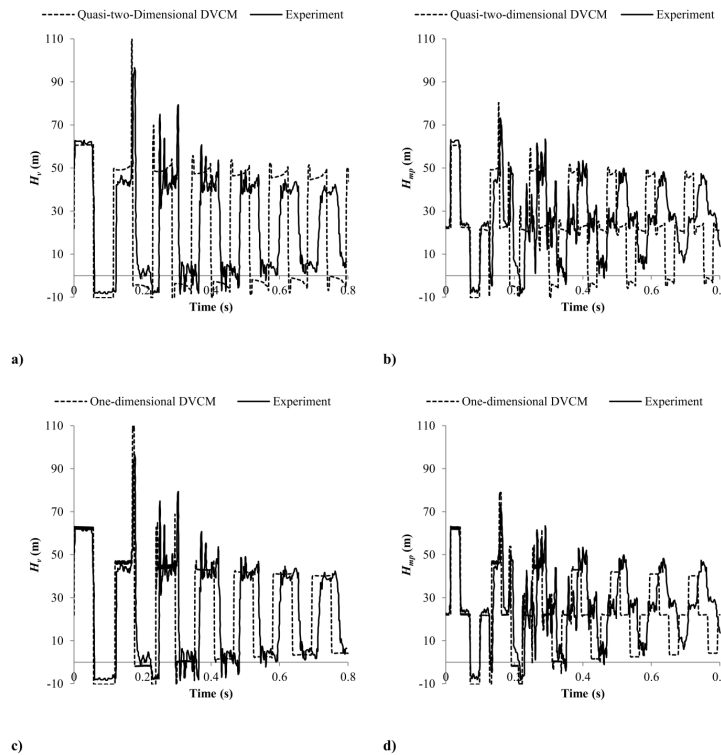 Quasi-two-Dimensional DVCM Experiment
110
90
70
50
30
10
-10
Hv (m)
0 0.2 0.4 0.6 0.8
Time (s)
a)
Quasi-two-dimensional DVCM Experiment
110
90
70
50
30
10
-10
Hmp (m)
0 0.2 0.4 0.6 0.8
Time (s)
b)
One-dimensional DVCM Experiment
110
90
70
50
30
10
-10
Hv (m)
0 0.2 0.4 0.6 0.8
Time (s)
c)
One-dimensional DVCM Experiment
110
90
70
50
30
10
-10
Hmp (m)
0 0.2 0.4 0.6 0.8
Time (s)
d)